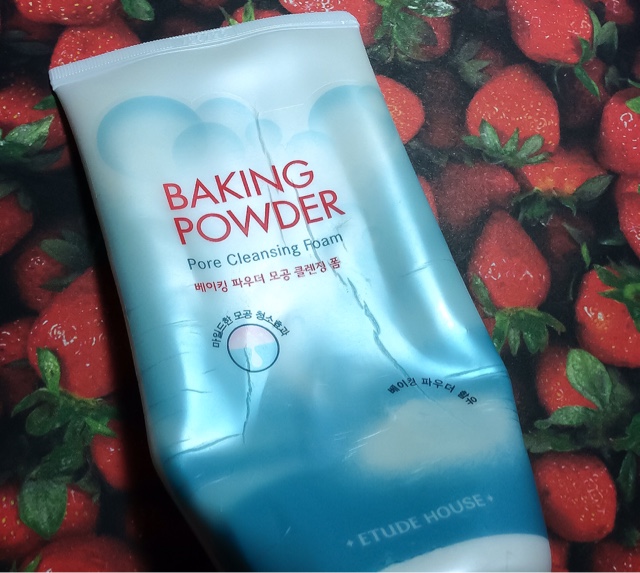 BAKING
POWDER
Pore Cleansing Foam
베이킹 파우더 모공 클렌징 폼
마일드한 모공 청소효과
베이킹 파우더 함유
ETUDE HOUSE